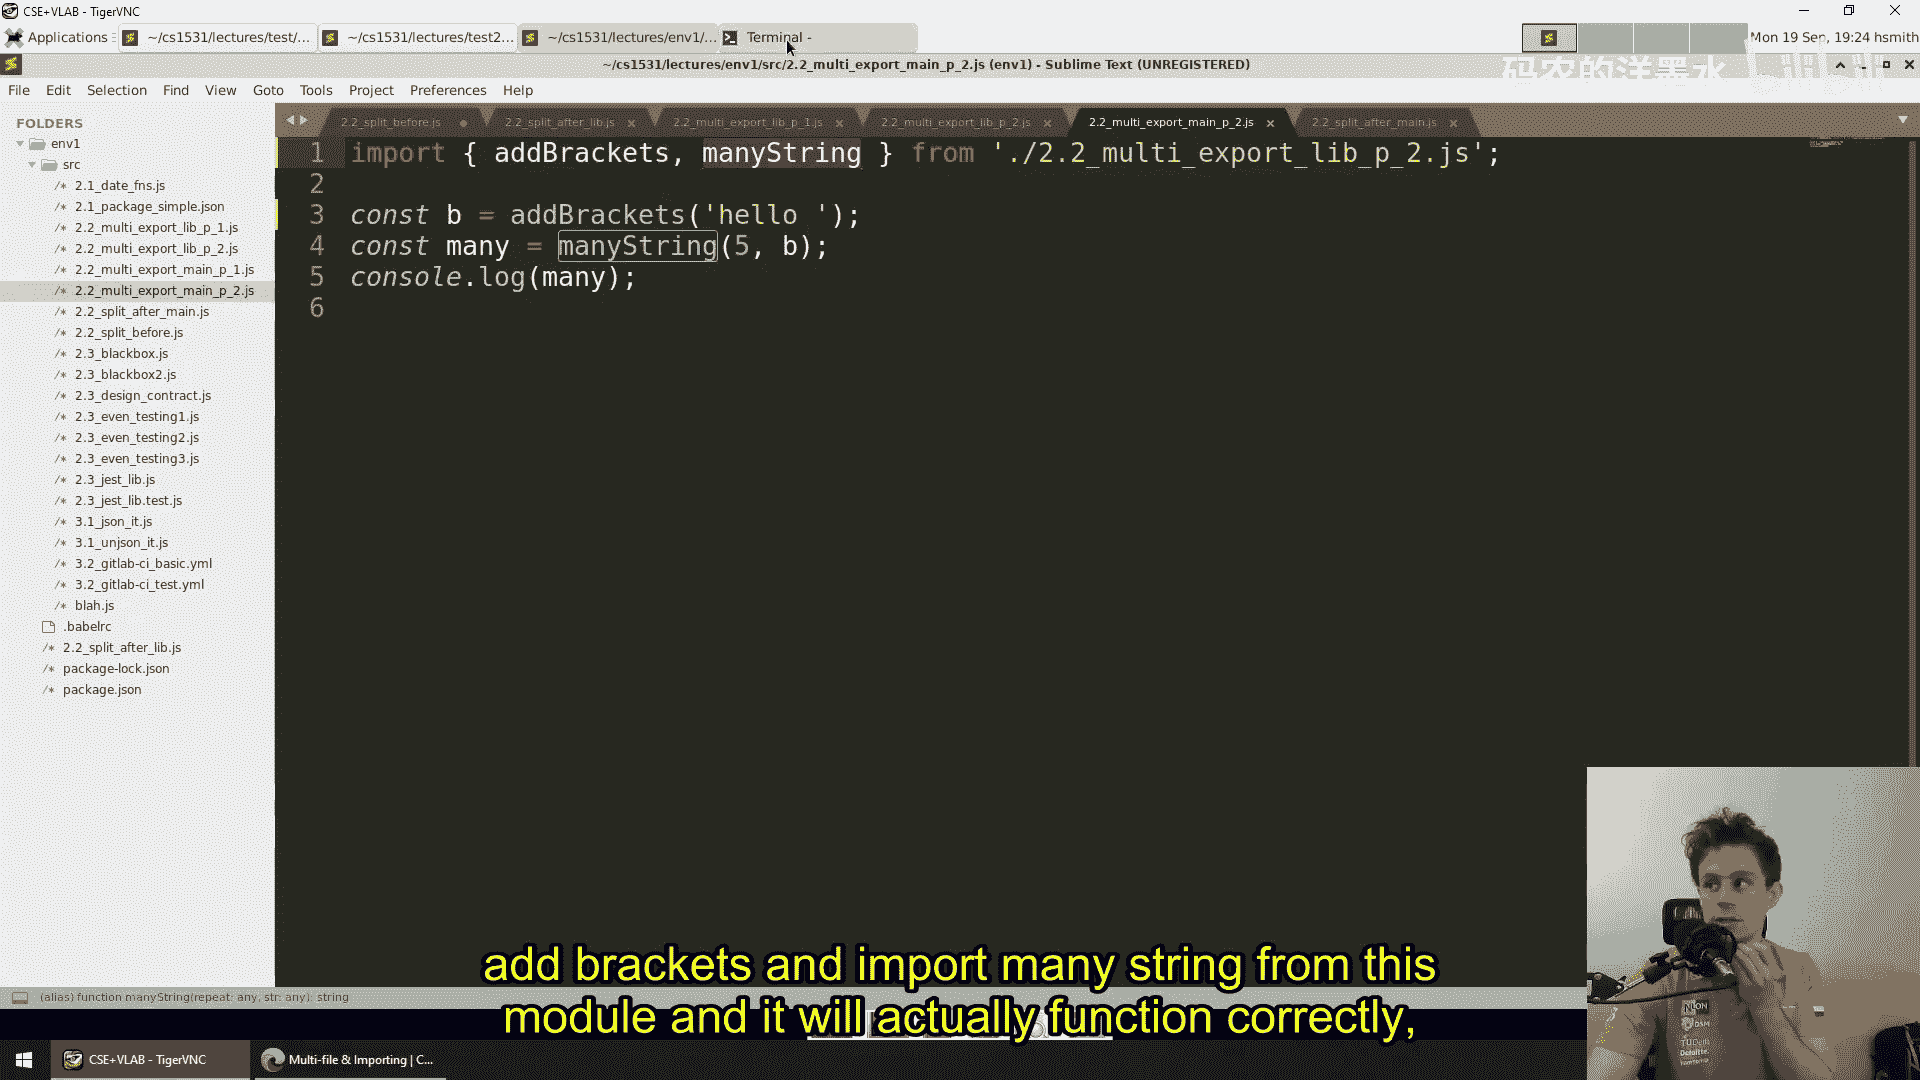 CSE+VLAB - TigerVNC
Applications
~/cs1531/lectures/test/...
~/cs1531/lectures/test2...
~/cs1531/lectures/env1/...
Terminal -
Mon 19 Sep, 19:24 hsmith
~/cs1531/lectures/env1/src/2.2_multi_export_main_p_2.js (env1) - Sublime Text (UNREGISTERED)
码农的洋墨水
bilibili
File Edit Selection Find View Goto Tools Project Preferences Help
FOLDERS
env1
src
2.1_date_fns.js
2.1_package_simple.json
2.2_multi_export_lib_p_1.js
2.2_multi_export_lib_p_2.js
2.2_multi_export_main_p_1.js
2.2_multi_export_main_p_2.js
2.2_split_after_main.js
2.2_split_before.js
2.3_blackbox.js
2.3_blackbox2.js
2.3_design_contract.js
2.3_even_testing1.js
2.3_even_testing2.js
2.3_even_testing3.js
2.3_jest_lib.js
2.3_jest_lib.test.js
3.1_json_it.js
3.1_unjson_it.js
3.2_gitlab-ci_basic.yml
3.2_gitlab-ci_test.yml
blah.js
.babelrc
2.2_split_after_lib.js
package-lock.json
package.json
2.2_split_before.js
2.2_split_after_lib.js
2.2_multi_export_lib_p_1.js
2.2_multi_export_lib_p_2.js
2.2_multi_export_main_p_2.js
2.2_split_after_main.js
1 import { addBrackets, manyString } from './2.2_multi_export_lib_p_2.js';
2
3 const b = addBrackets('hello ');
4 const many = manyString(5, b);
5 console.log(many);
6
add brackets and import many string from this
module and it will actually function correctly,
(alias) function manyString(repeat: any, str: any): string
CSE+VLAB - TigerVNC
Multi-file & Importing | C...